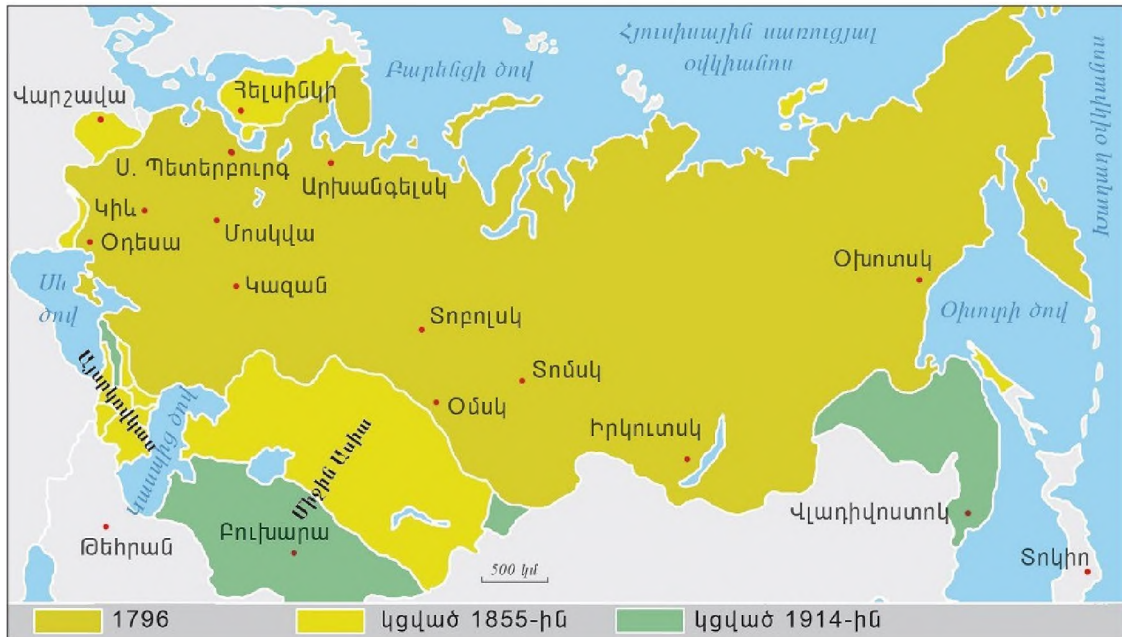 Հյուսիսային սառուցյալ
օվկիանոս
Բարենցի ծով
Խաղաղ օվկիանոս
Վարշավա
Հելսինկի
Ս. Պետերբուրգ
Արխանգելսկ
Կիև
Մոսկվա
Օդեսա
Կազան
Սև
ծով
Օխոտսկ
Օխոտի ծով
Տոբոլսկ
Տոմսկ
Օմսկ
Իրկուտսկ
Այսրկովկաս
Կասպից ծով
Միջին Ասիա
Վլադիվոստոկ
Թեհրան
Բուխարա
Տոկիո
500 կմ
1796
կցված 1855-ին
կցված 1914-ին